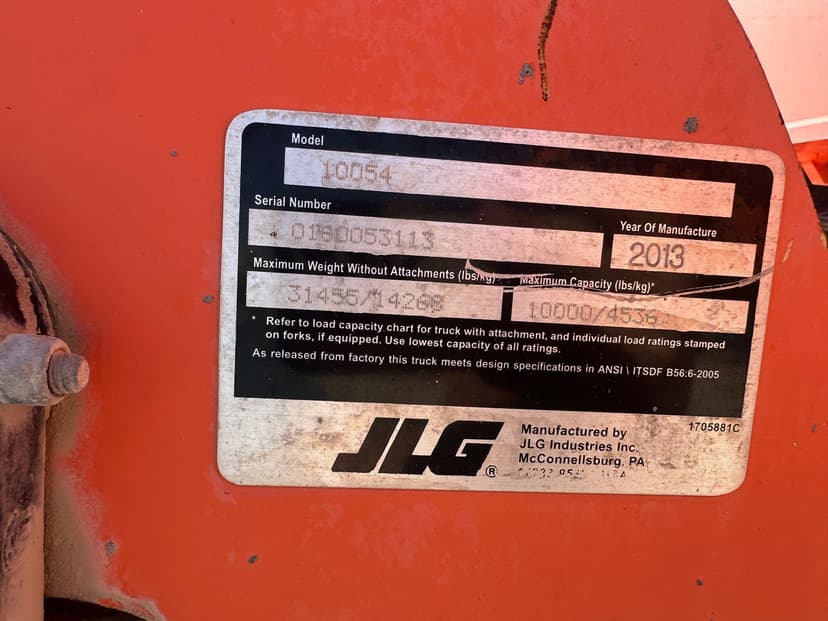 Model
10054
Serial Number
0160053113
Year Of Manufacture
2013
Maximum Weight Without Attachments (lbs/kg)
31455/14268
Maximum Capacity (lbs/kg)*
10000/4536
* Refer to load capacity chart for truck with attachment, and individual load ratings stamped
on forks, if equipped. Use lowest capacity of all ratings.
As released from factory this truck meets design specifications in ANSI \ ITSDF B56:6-2005
1705881C
JLG®
Manufactured by
JLG Industries Inc.
McConnellsburg, PA